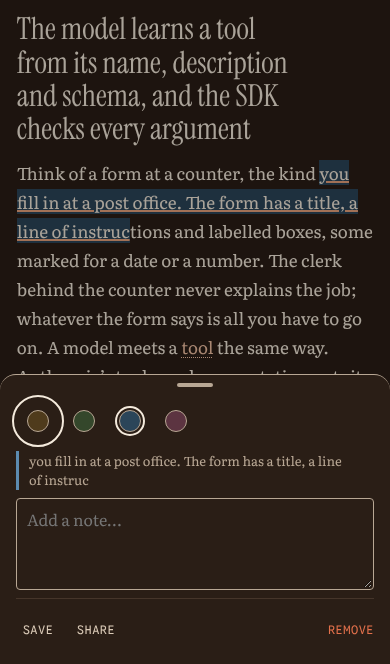 The model learns a tool
from its name, description
and schema, and the SDK
checks every argument
Think of a form at a counter, the kind you
fill in at a post office. The form has a title, a
line of instructions and labelled boxes, some
marked for a date or a number. The clerk
behind the counter never explains the job;
whatever the form says is all you have to go
on. A model meets a tool the same way.
you fill in at a post office. The form has a title, a line
of instruc
Add a note...
SAVE SHARE REMOVE